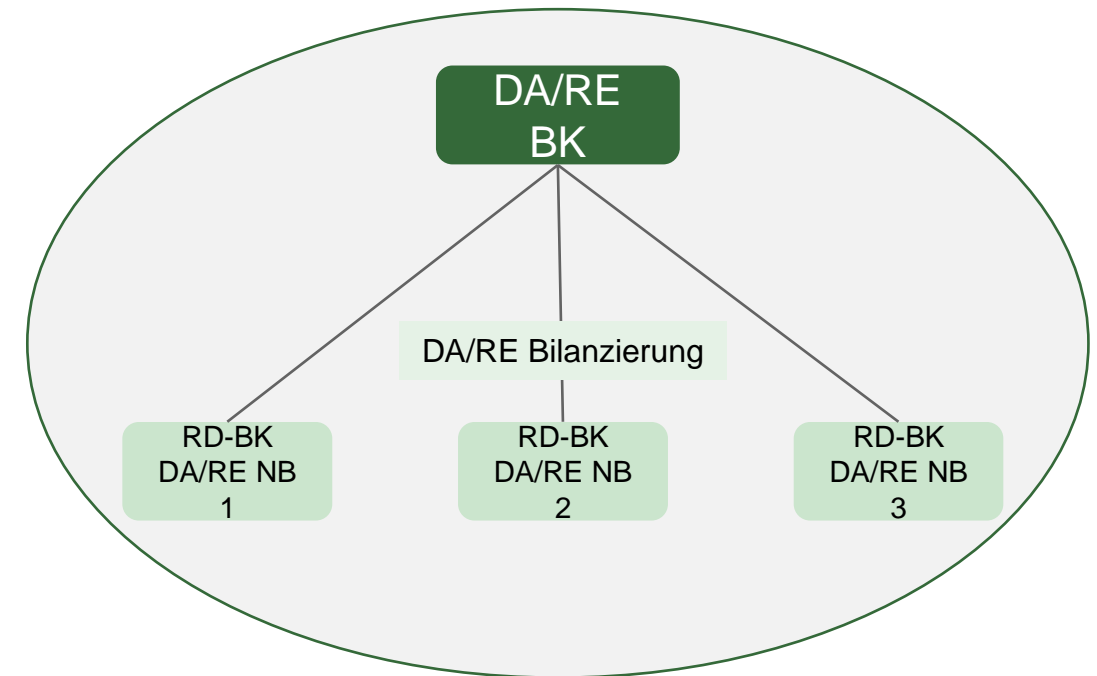 DA/RE
BK
DA/RE Bilanzierung
RD-BK
DA/RE NB
1
RD-BK
DA/RE NB
2
RD-BK
DA/RE NB
3